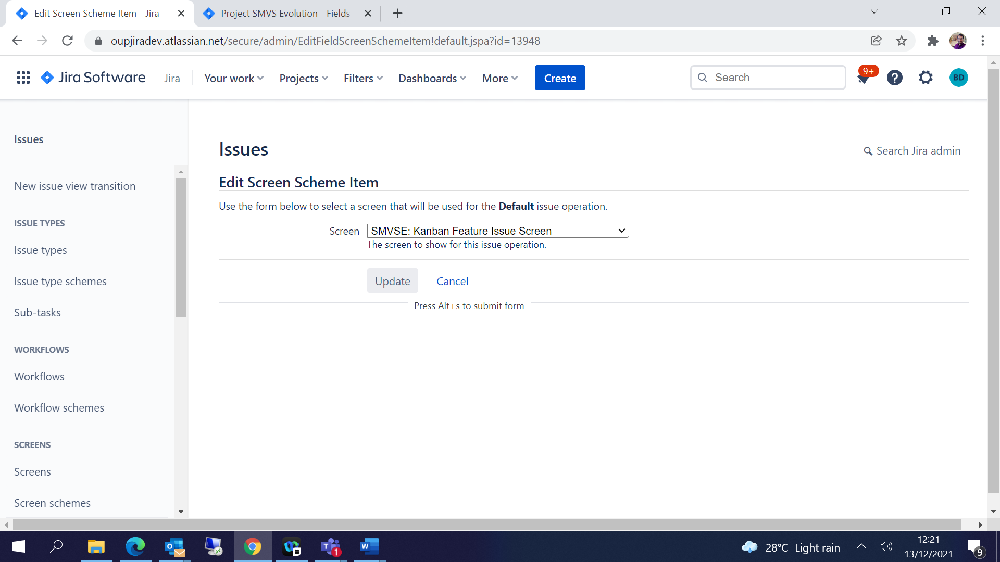 Edit Screen Scheme Item - Jira
Project SMVS Evolution - Fields -
oupjiradev.atlassian.net/secure/admin/EditFieldScreenSchemeItem!default.jspa?id=13948
Jira Software
Jira
Your work
Projects
Filters
Dashboards
More
Create
Search
9+
BD
Issues
New issue view transition
ISSUE TYPES
Issue types
Issue type schemes
Sub-tasks
WORKFLOWS
Workflows
Workflow schemes
SCREENS
Screens
Screen schemes
Issues
Search Jira admin
Edit Screen Scheme Item
Use the form below to select a screen that will be used for the Default issue operation.
Screen
SMVSE: Kanban Feature Issue Screen
The screen to show for this issue operation.
Update
Cancel
Press Alt+s to submit form
28°C Light rain
12:21
13/12/2021
9
1